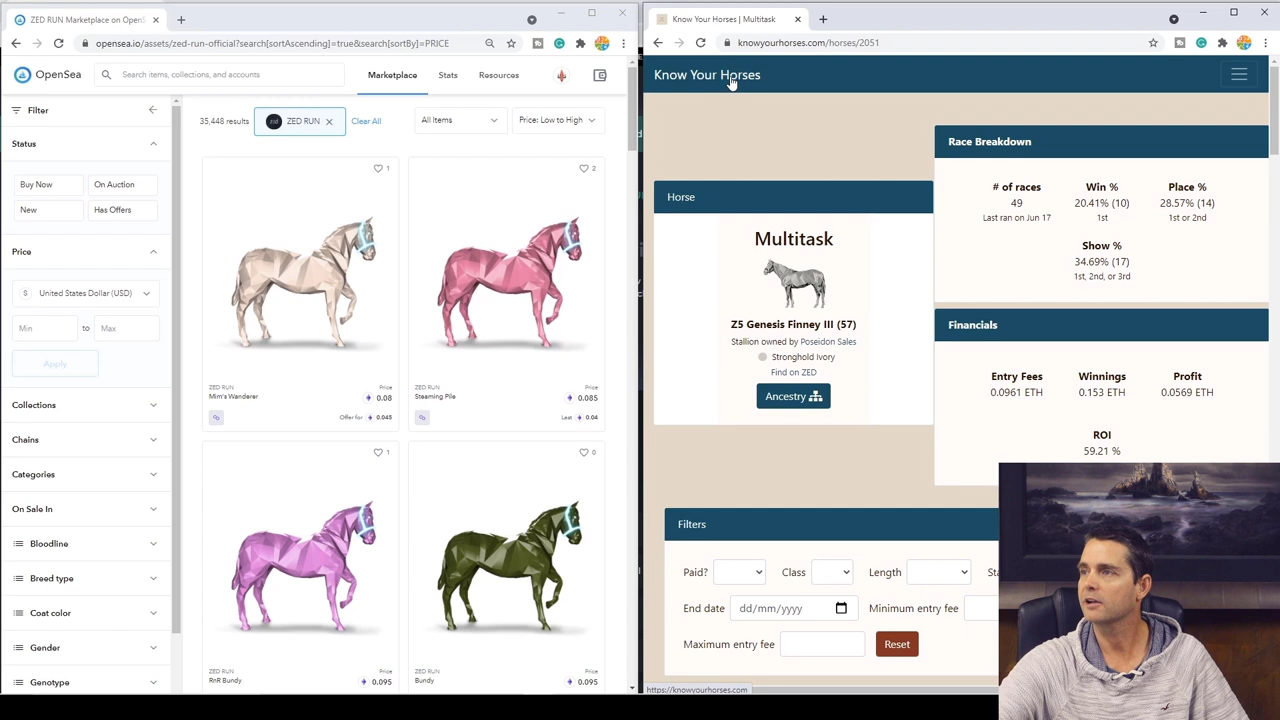 ZED RUN Marketplace on OpenS
opensea.io/assets/zed-run-official?search[sortAscending]=true&search[sortBy]=PRICE
OpenSea
Search items, collections, and accounts
Marketplace
Stats
Resources
Filter
35,448 results
ZED RUN
Clear All
All Items
Price: Low to High
Status
Buy Now
On Auction
New
Has Offers
Price
United States Dollar (USD)
Min
to
Max
Apply
Collections
Chains
Categories
On Sale In
Bloodline
Breed type
Coat color
Gender
Genotype
1
ZED RUN
Price
Mim's Wanderer
0.08
Offer for 0.045
2
ZED RUN
Price
Steaming Pile
0.085
Last 0.04
1
ZED RUN
Price
RnR Bundy
0.095
0
ZED RUN
Price
Bundy
0.095
Know Your Horses | Multitask
knowyourhorses.com/horses/2051
Know Your Horses
Horse
Multitask
Z5 Genesis Finney III (57)
Stallion owned by Poseidon Sales
Stronghold Ivory
Find on ZED
Ancestry
Race Breakdown
# of races
49
Last ran on Jun 17
Win %
20.41% (10)
1st
Place %
28.57% (14)
1st or 2nd
Show %
34.69% (17)
1st, 2nd, or 3rd
Financials
Entry Fees
0.0961 ETH
Winnings
0.153 ETH
Profit
0.0569 ETH
ROI
59.21 %
Filters
Paid?
Class
Length
End date
dd/mm/yyyy
Minimum entry fee
Maximum entry fee
Reset
https://knowyourhorses.com